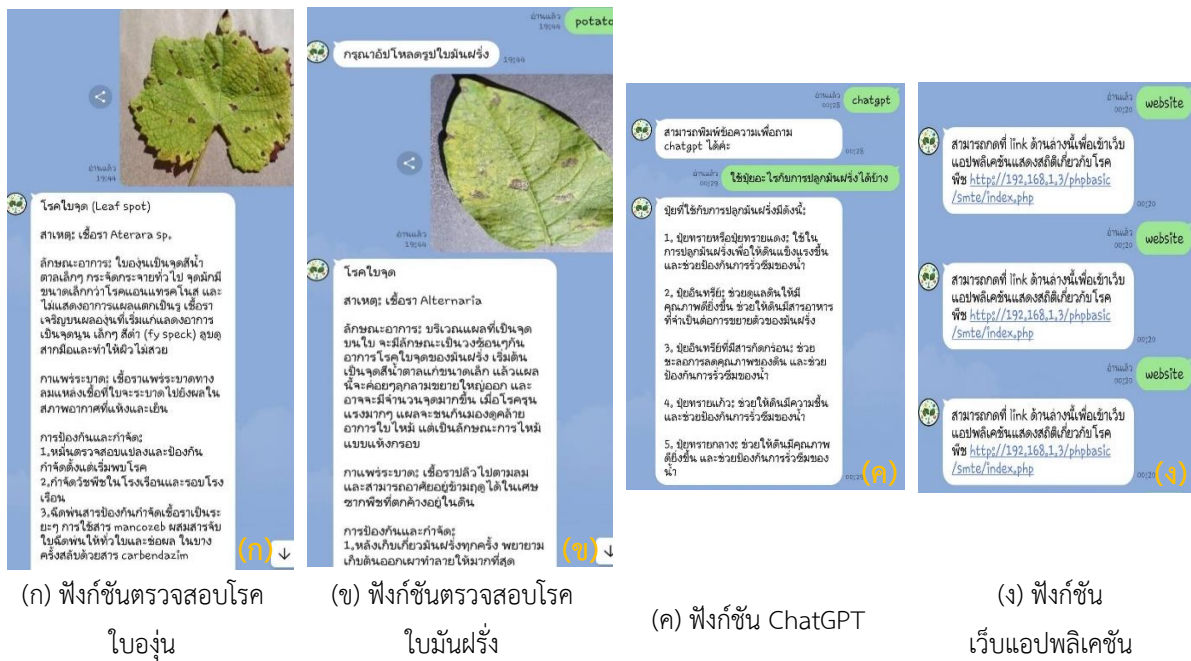 อ่านแล้ว
19:44
โรคใบจุด (Leaf spot)
สาเหตุ: เชื้อรา Aterara sp.
ลักษณะอาการ: ใบองุ่นเป็นจุดสีน้ำ
ตาลเล็กๆ กระจัดกระจายทั่วไป จุดมักมี
ขนาดเล็กกว่าโรคแอนแทรคโนส และ
ไม่แสดงอาการแผลแตกเป็นรู เชื้อรา
เจริญบนผลองุ่นที่เริ่มแก่แสดงอาการ
เป็นจุดนูน เล็กๆ สีดำ (fy speck) ลูบดู
สากมือและทำให้ผิวไม่สวย
กาแพร่ระบาด: เชื้อราแพร่ระบาดทาง
ลมแหล่งเชื้อที่ใบจะระบาดไปยังผลใน
สภาพอากาศที่แห้งและเย็น
การป้องกันและกำจัด:
1.หมั่นตรวจสอบแปลงและป้องกัน
กำจัดตั้งแต่เริ่มพบโรค
2.กำจัดวัชพืชในโรงเรือนและรอบโรง
เรือน
3.ฉีดพ่นสารป้องกันกำจัดเชื้อราเป็นระ
ยะๆ การใช้สาร mancozeb ผสมสารจับ
ใบฉีดพ่นให้ทั่วใบและช่อผล ในบาง
ครั้งสลับด้วยสาร carbendazim
(ก)
(ก) ฟังก์ชันตรวจสอบโรค
ใบองุ่น
อ่านแล้ว
19:44
potato
กรุณาอัปโหลดรูปใบมันฝรั่ง
19:44
อ่านแล้ว
19:44
โรคใบจุด
สาเหตุ: เชื้อรา Alternaria
ลักษณะอาการ: บริเวณแผลที่เป็นจุด
บนใบ จะมีลักษณะเป็นวงซ้อนๆกัน
อาการโรคใบจุดของมันฝรั่ง เริ่มต้น
เป็นจุดสีน้ำตาลแก่ขนาดเล็ก แล้วแผล
นี้จะค่อยๆลุกลามขยายใหญ่ออก และ
อาจจะมีจำนวนจุดมากขึ้น เมื่อโรครุน
แรงมากๆ แผลจะชนกันมองดูคล้าย
อาการใบไหม้ แต่เป็นลักษณะการไหม้
แบบแห้งกรอบ
กาแพร่ระบาด: เชื้อราปลิวไปตามลม
และสามารถอาศัยอยู่ข้ามฤดูได้ในเศษ
ซากพืชที่ตกค้างอยู่ในดิน
การป้องกันและกำจัด:
1.หลังเก็บเกี่ยวมันฝรั่งทุกครั้ง พยายาม
เก็บต้นออกเผาทำลายให้มากที่สุด
(ข)
(ข) ฟังก์ชันตรวจสอบโรค
ใบมันฝรั่ง
อ่านแล้ว
00:28
chatgpt
สามารถพิมพ์ข้อความเพื่อถาม
chatgpt ได้ค่ะ
00:28
อ่านแล้ว
00:29
ใช้ปุ๋ยอะไรกับการปลูกมันฝรั่งได้บ้าง
ปุ๋ยที่ใช้กับการปลูกมันฝรั่งมีดังนี้:
1. ปุ๋ยทรายหรือปุ๋ยทรายแดง: ใช้ใน
การปลูกมันฝรั่งเพื่อให้ดินแข็งแรงขึ้น
และช่วยป้องกันการรั่วซึมของน้ำ
2. ปุ๋ยอินทรีย์: ช่วยดูแลดินให้มี
คุณภาพดียิ่งขึ้น ช่วยให้ดินมีสารอาหาร
ที่จำเป็นต่อการขยายตัวของมันฝรั่ง
3. ปุ๋ยอินทรีย์ที่มีสารกัดกร่อน: ช่วย
ชะลอการลดคุณภาพของดิน และช่วย
ป้องกันการรั่วซึมของน้ำ
4. ปุ๋ยทรายแก้ว: ช่วยให้ดินมีความชื้น
และช่วยป้องกันการรั่วซึมของน้ำ
5. ปุ๋ยทรายกลาง: ช่วยให้ดินมีคุณภาพ
ดียิ่งขึ้น และช่วยป้องกันการรั่วซึมของ
น้ำ
00:29
(ค)
(ค) ฟังก์ชัน ChatGPT
อ่านแล้ว
00:20
website
สามารถกดที่ link ด้านล่างนี้เพื่อเข้าเว็บ
แอปพลิเคชันแสดงสถิติเกี่ยวกับโรค
พืช http://192.168.1.3/phpbasic
/smte/index.php
00:20
อ่านแล้ว
00:20
website
สามารถกดที่ link ด้านล่างนี้เพื่อเข้าเว็บ
แอปพลิเคชันแสดงสถิติเกี่ยวกับโรค
พืช http://192.168.1.3/phpbasic
/smte/index.php
00:20
อ่านแล้ว
00:20
website
สามารถกดที่ link ด้านล่างนี้เพื่อเข้าเว็บ
แอปพลิเคชันแสดงสถิติเกี่ยวกับโรค
พืช http://192.168.1.3/phpbasic
/smte/index.php
00:20
(ง)
(ง) ฟังก์ชัน
เว็บแอปพลิเคชัน